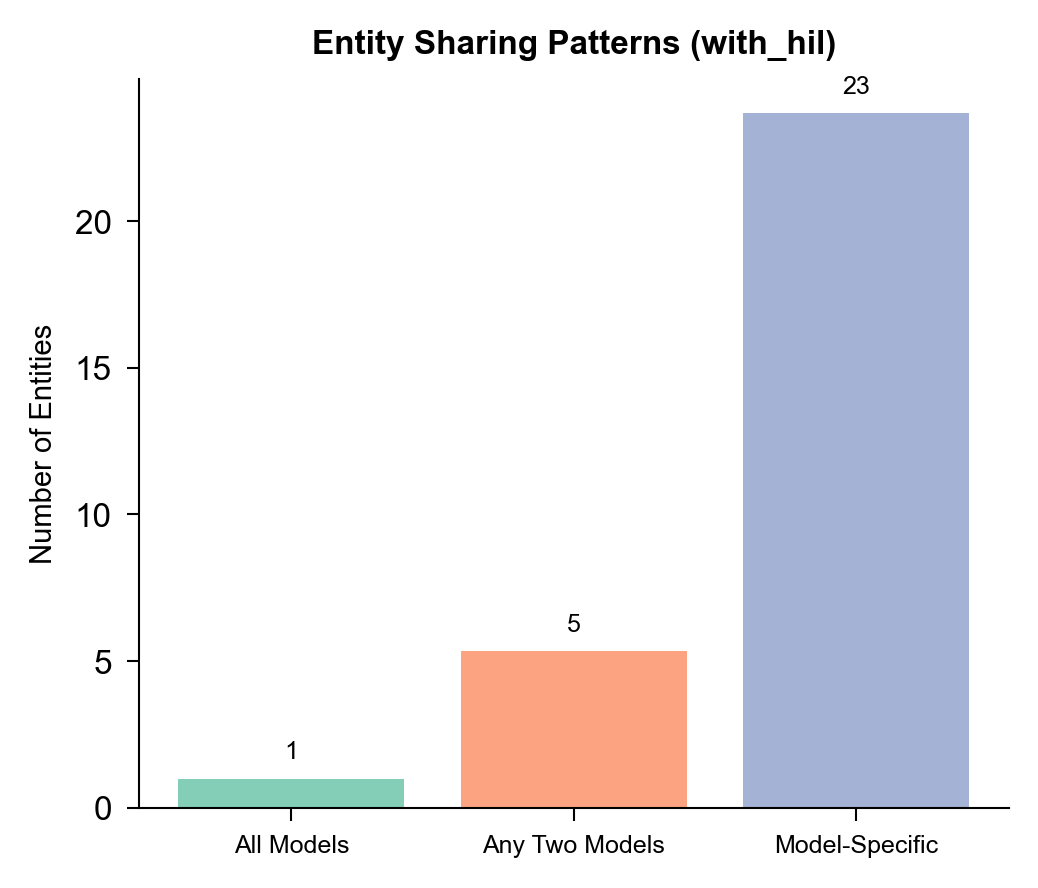 Entity Sharing Patterns (with_hil)
23
20
15
10
5
0
Number of Entities
5
1
All Models
Any Two Models
Model-Specific